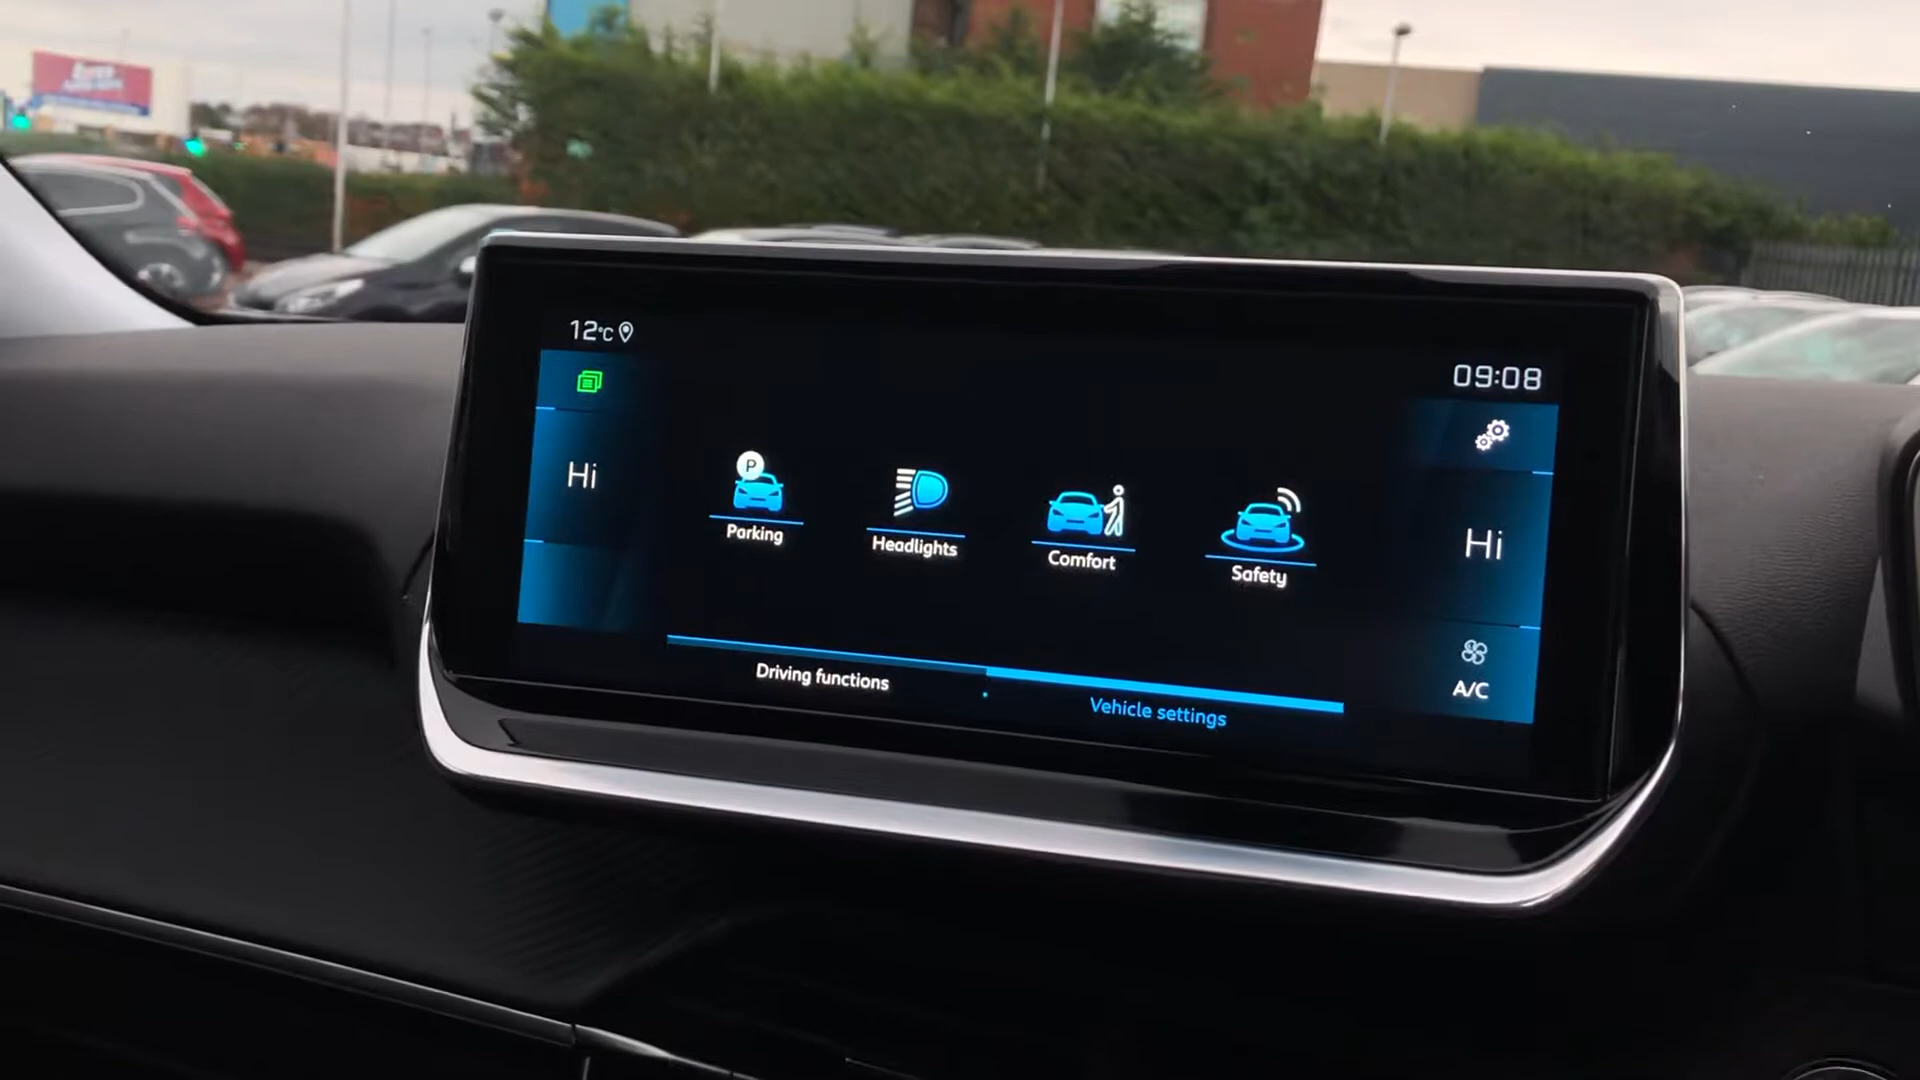 12°C
09:08
Hi
P
Parking
Headlights
Comfort
Safety
Hi
A/C
Driving functions
Vehicle settings